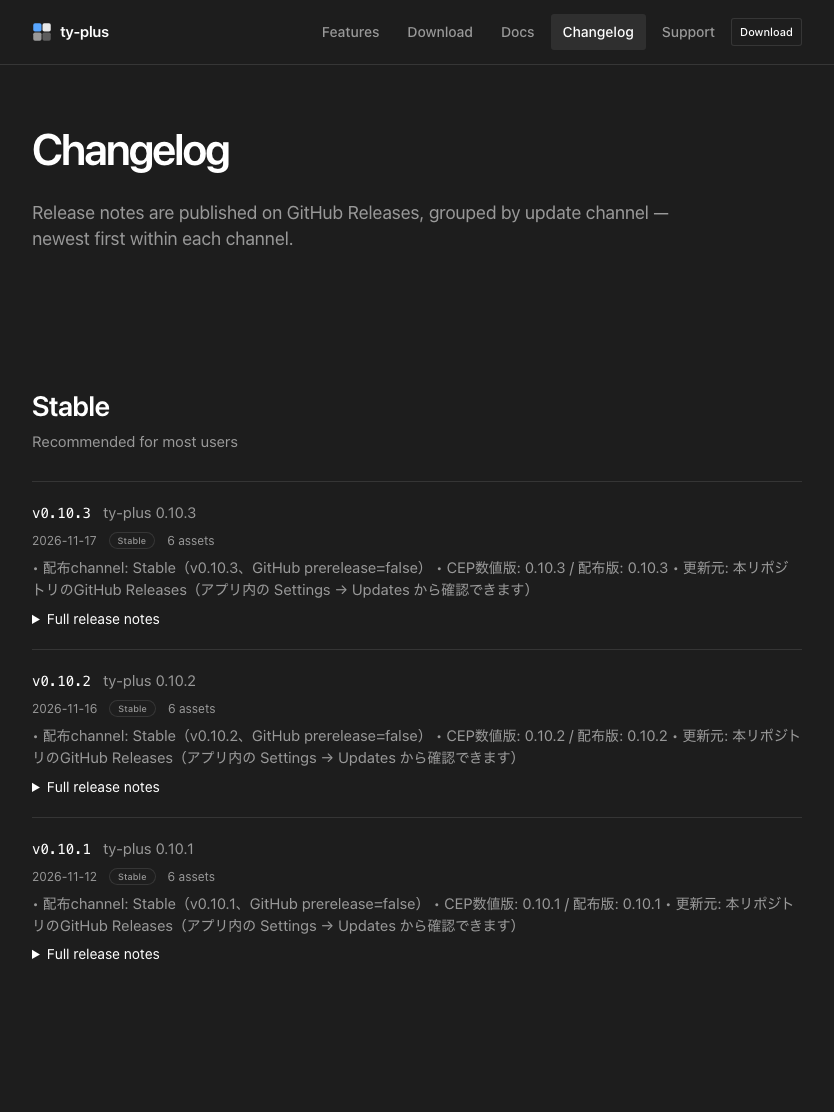 ty-plus
Features
Download
Docs
Changelog
Support
Download
Changelog
Release notes are published on GitHub Releases, grouped by update channel —
newest first within each channel.
Stable
Recommended for most users
v0.10.3 ty-plus 0.10.3
2026-11-17 Stable 6 assets
• 配布channel: Stable（v0.10.3、GitHub prerelease=false） • CEP数値版: 0.10.3 / 配布版: 0.10.3 • 更新元: 本リポジ
トリのGitHub Releases（アプリ内の Settings → Updates から確認できます）
▶ Full release notes
v0.10.2 ty-plus 0.10.2
2026-11-16 Stable 6 assets
• 配布channel: Stable（v0.10.2、GitHub prerelease=false） • CEP数値版: 0.10.2 / 配布版: 0.10.2 • 更新元: 本リポジト
リのGitHub Releases（アプリ内の Settings → Updates から確認できます）
▶ Full release notes
v0.10.1 ty-plus 0.10.1
2026-11-12 Stable 6 assets
• 配布channel: Stable（v0.10.1、GitHub prerelease=false） • CEP数値版: 0.10.1 / 配布版: 0.10.1 • 更新元: 本リポジト
リのGitHub Releases（アプリ内の Settings → Updates から確認できます）
▶ Full release notes